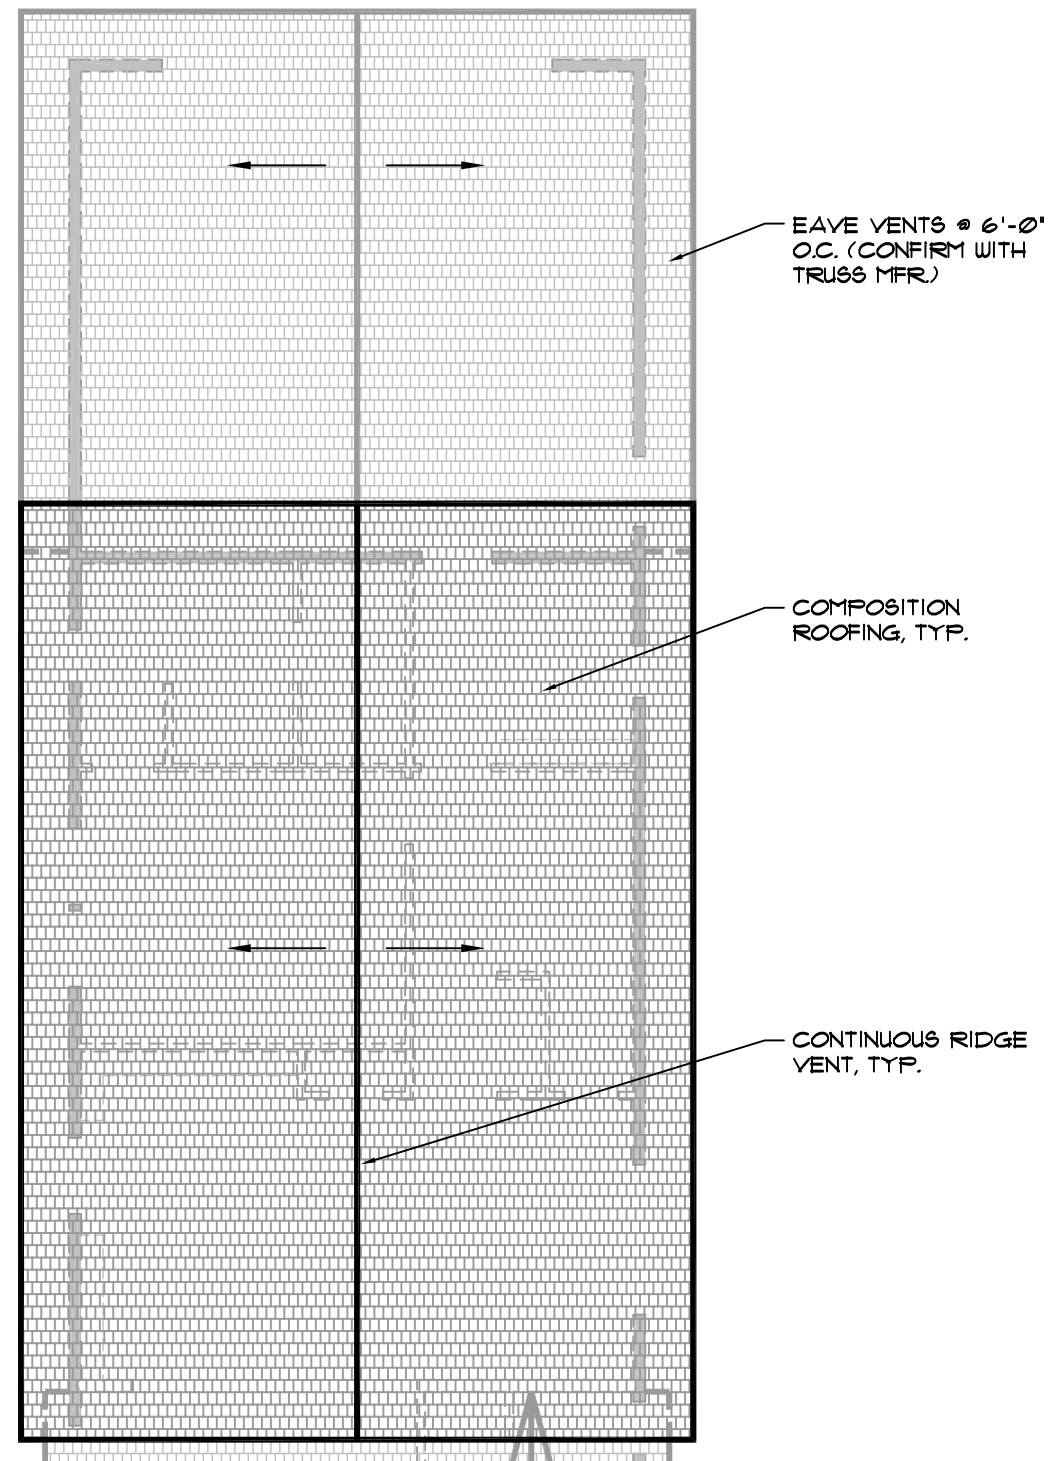 EAVE VENTS @ 6'-0"
O.C. (CONFIRM WITH
TRUSS MFR.)
COMPOSITION
ROOFING, TYP.
CONTINUOUS RIDGE
VENT, TYP.